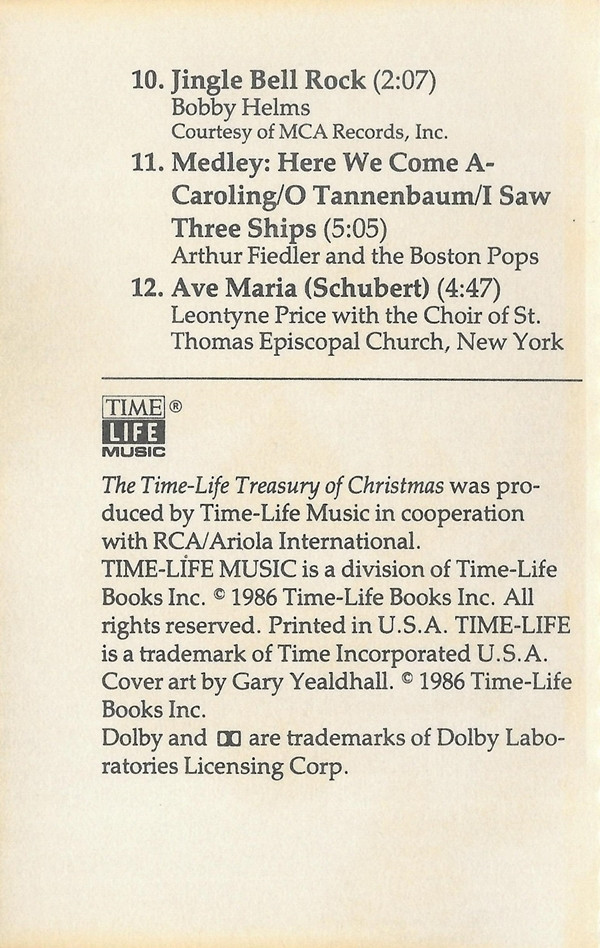 10. Jingle Bell Rock (2:07)
Bobby Helms
Courtesy of MCA Records, Inc.
11. Medley: Here We Come A-
Caroling/O Tannenbaum/I Saw
Three Ships (5:05)
Arthur Fiedler and the Boston Pops
12. Ave Maria (Schubert) (4:47)
Leontyne Price with the Choir of St.
Thomas Episcopal Church, New York
TIME ®
LIFE
MUSIC
The Time-Life Treasury of Christmas was pro-
duced by Time-Life Music in cooperation
with RCA/Ariola International.
TIME-LIFE MUSIC is a division of Time-Life
Books Inc. © 1986 Time-Life Books Inc. All
rights reserved. Printed in U.S.A. TIME-LIFE
is a trademark of Time Incorporated U.S.A.
Cover art by Gary Yealdhall. © 1986 Time-Life
Books Inc.
Dolby and are trademarks of Dolby Labo-
ratories Licensing Corp.